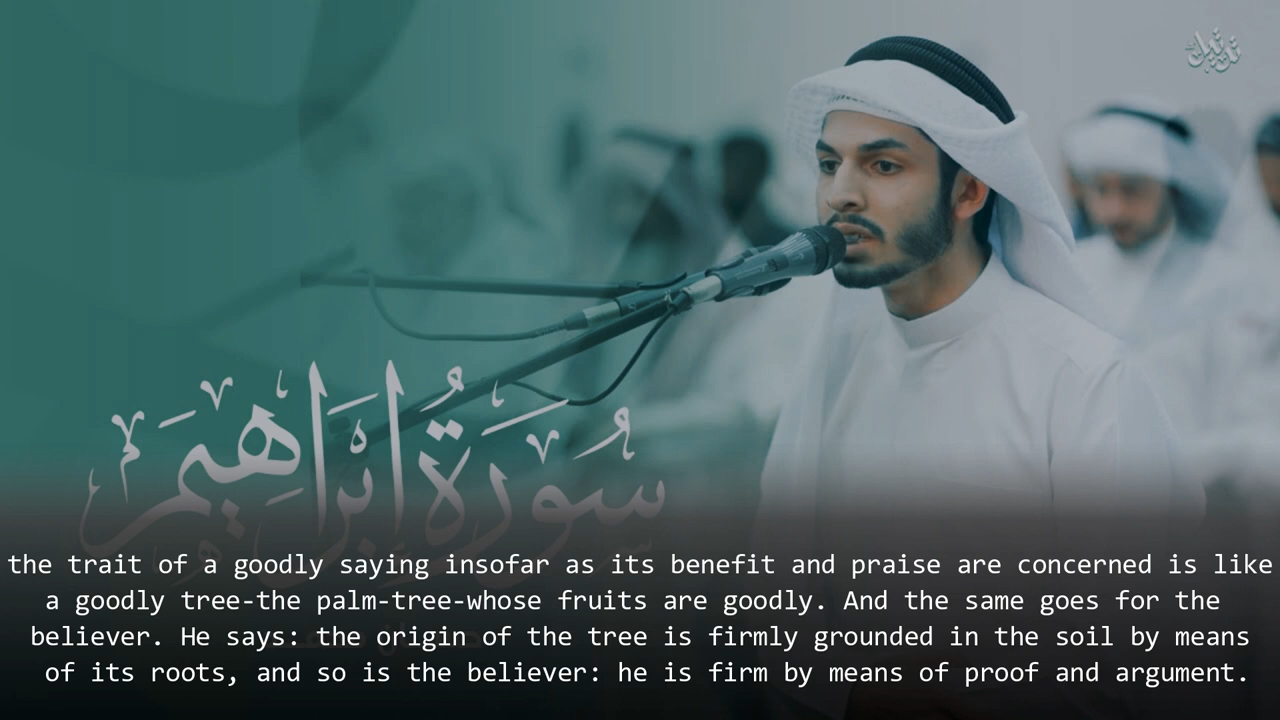 ترتيل
سُورَةُ إِبْرَاهِيمَ
the trait of a goodly saying insofar as its benefit and praise are concerned is like
a goodly tree-the palm-tree-whose fruits are goodly. And the same goes for the
believer. He says: the origin of the tree is firmly grounded in the soil by means
of its roots, and so is the believer: he is firm by means of proof and argument.